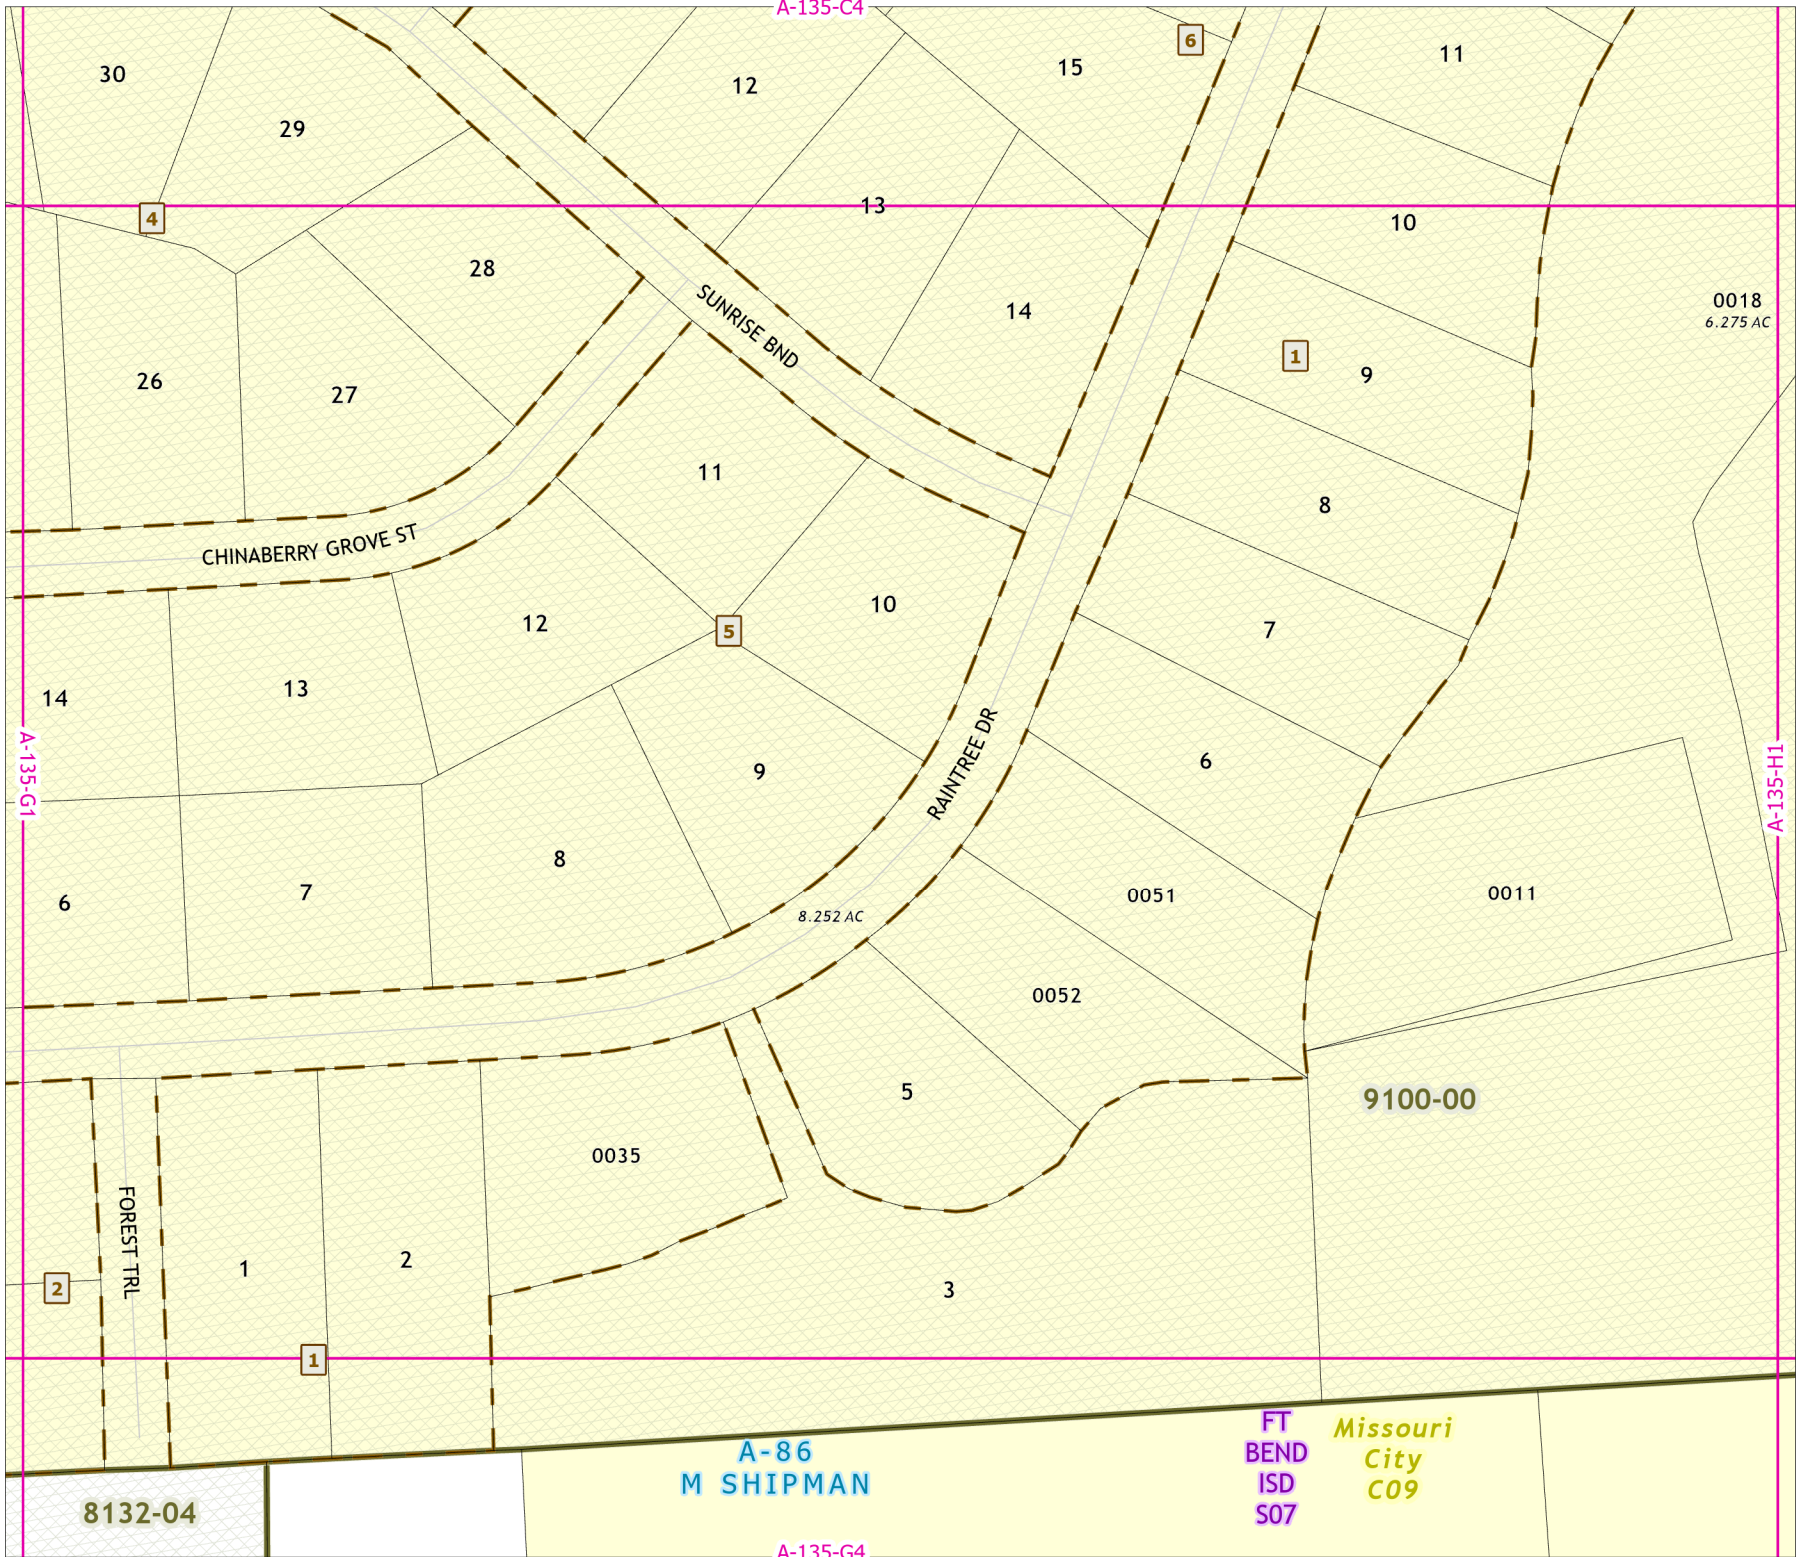 A-135-C4
6
11
30
15
12
29
4
13
10
28
0018
6.275 AC
SUNRISE BND
14
1
9
26
27
11
8
CHINABERRY GROVE ST
10
12
5
7
13
14
A-135-G1
RAINTREE DR
6
9
A-135-H1
8
7
0051
0011
6
8.252 AC
0052
5
9100-00
0035
FOREST TRL
2
1
2
3
1
FT
BEND
ISD
S07
Missouri
City
C09
A-86
M SHIPMAN
8132-04
A-135-G4